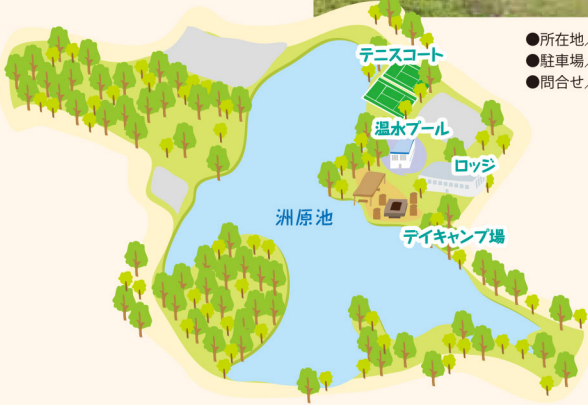 ●所在地/
●駐車場/
●問合せ/
テニスコート
温水プール
ロッジ
洲原池
デイキャンプ場